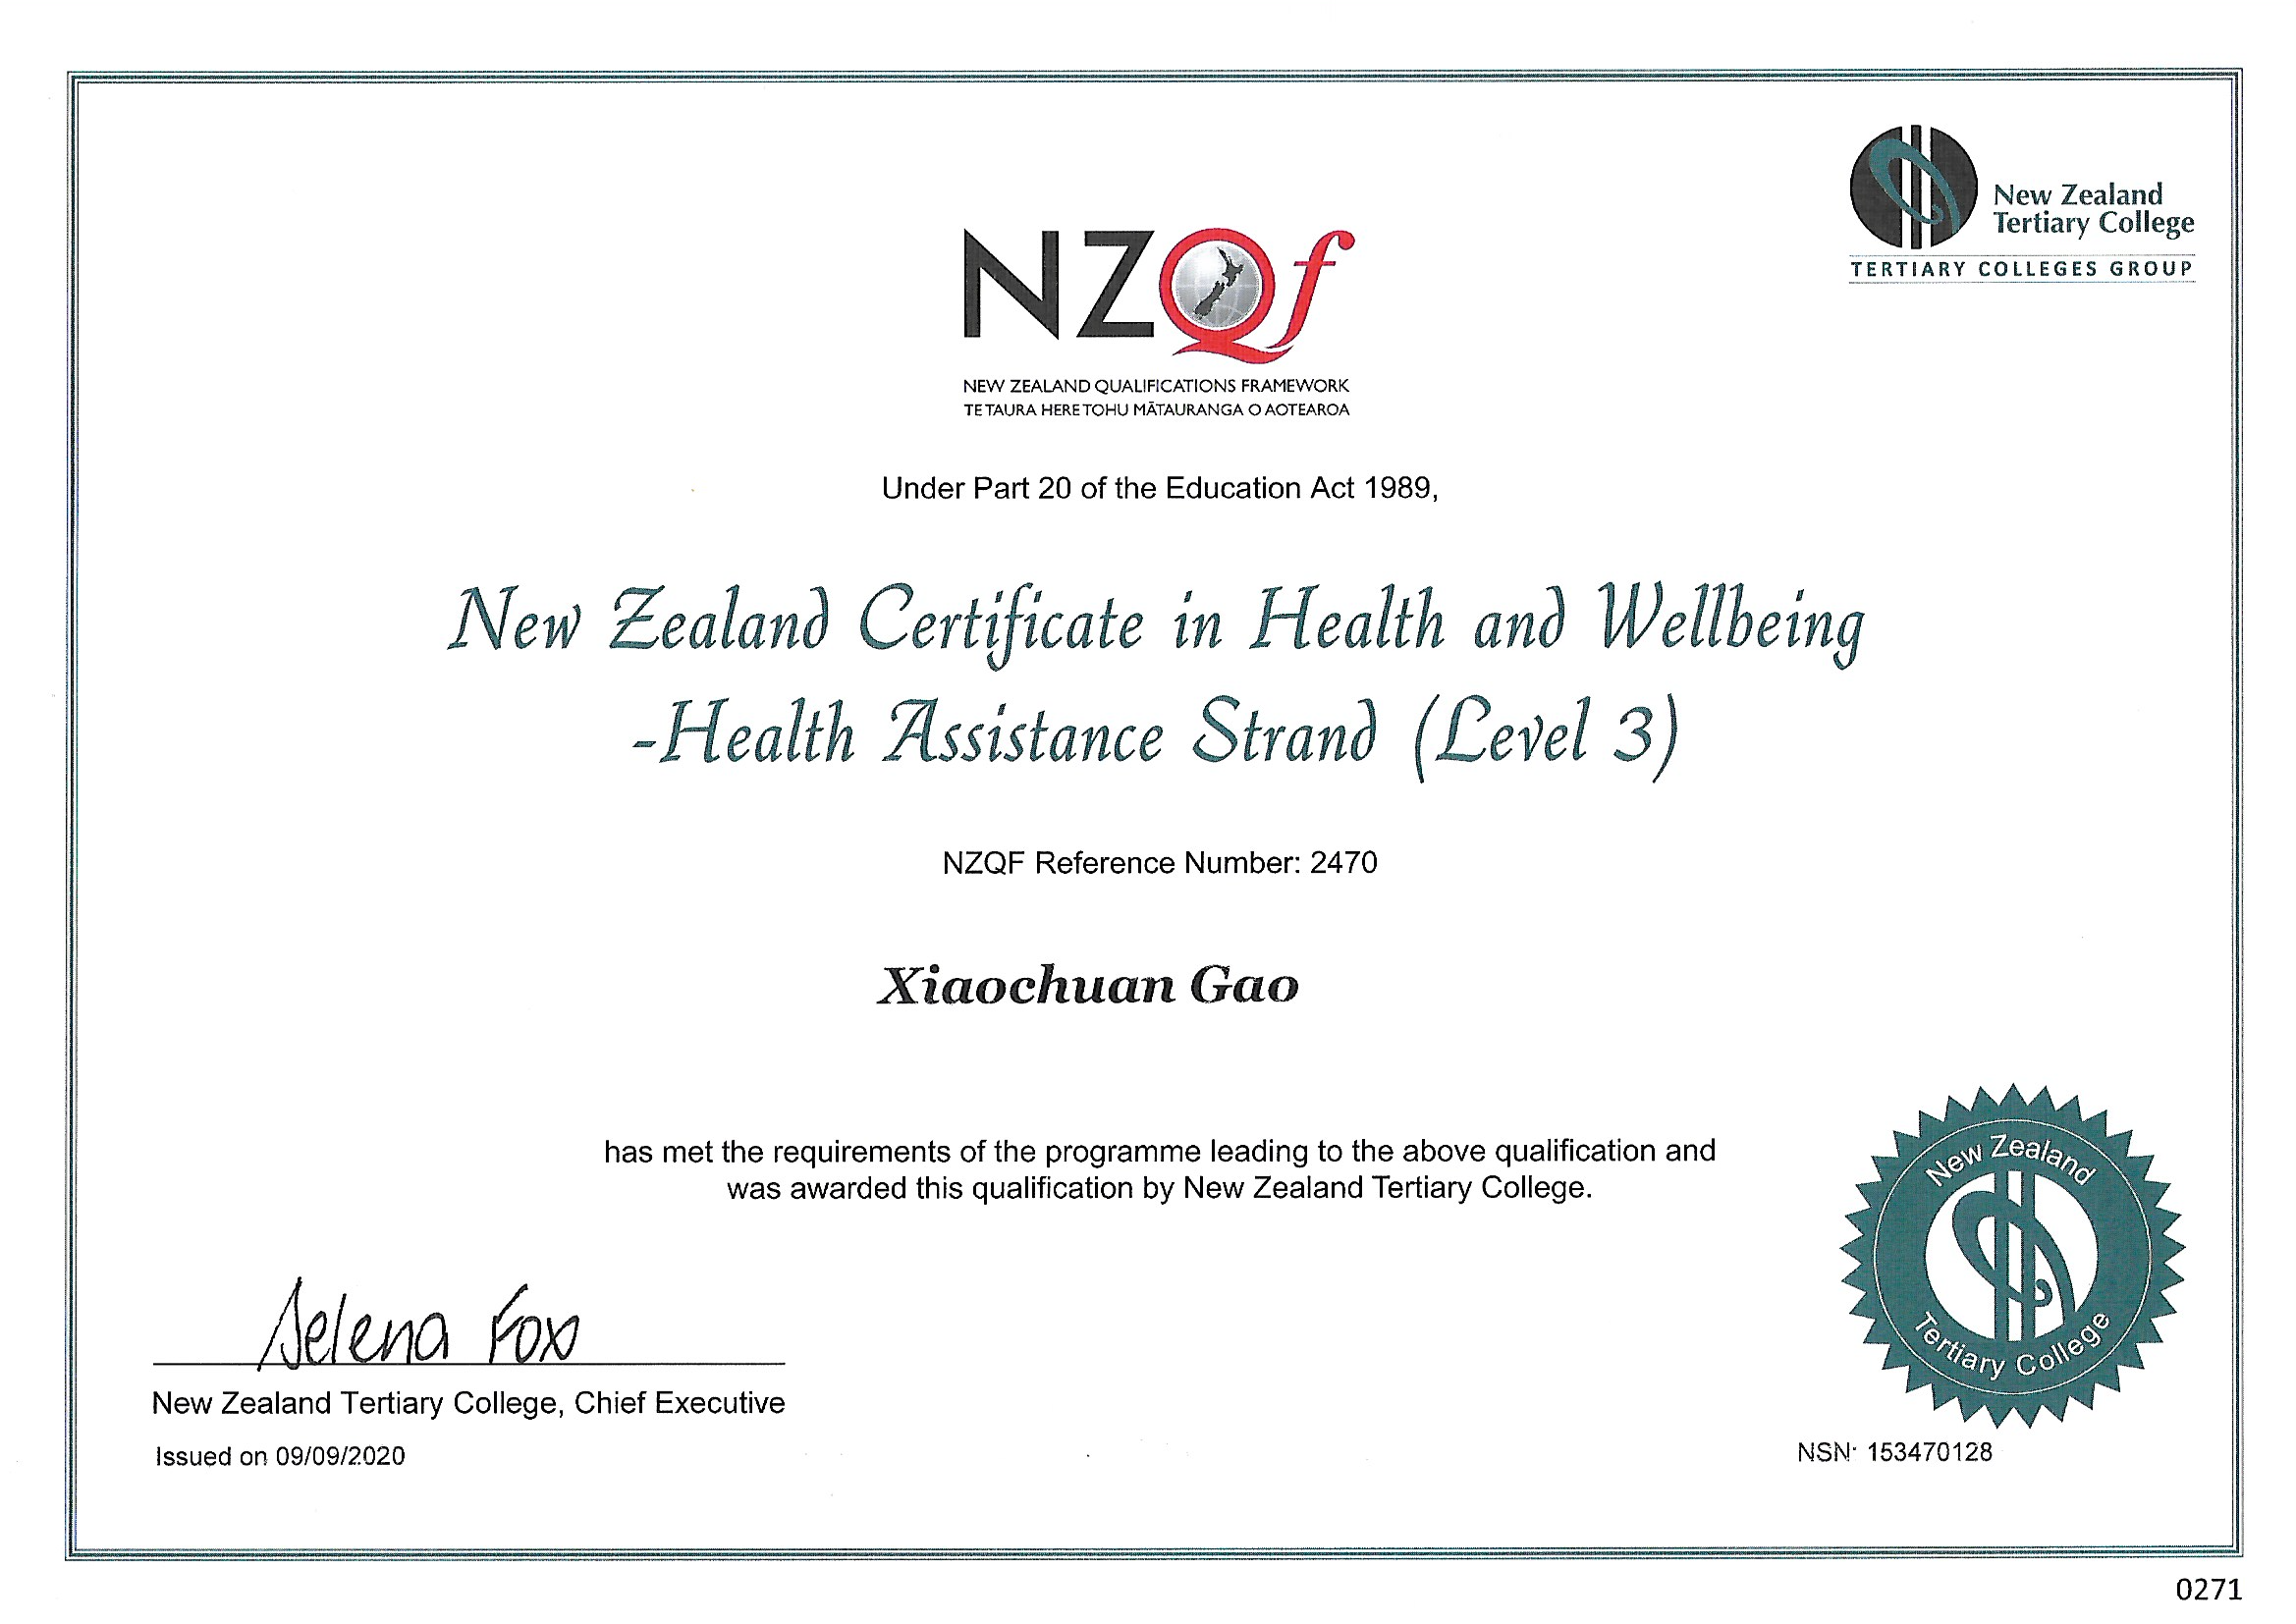 New Zealand
Tertiary College
TERTIARY COLLEGES GROUP
NZQf
NEW ZEALAND QUALIFICATIONS FRAMEWORK
TE TAURA HERE TOHU MĀTAURANGA O AOTEAROA
Under Part 20 of the Education Act 1989,
New Zealand Certificate in Health and Wellbeing
-Health Assistance Strand (Level 3)
NZQF Reference Number: 2470
Xiaochuan Gao
has met the requirements of the programme leading to the above qualification and
was awarded this qualification by New Zealand Tertiary College.
New Zealand
Tertiary College
Selena Fox
New Zealand Tertiary College, Chief Executive
Issued on 09/09/2020
NSN: 153470128
0271